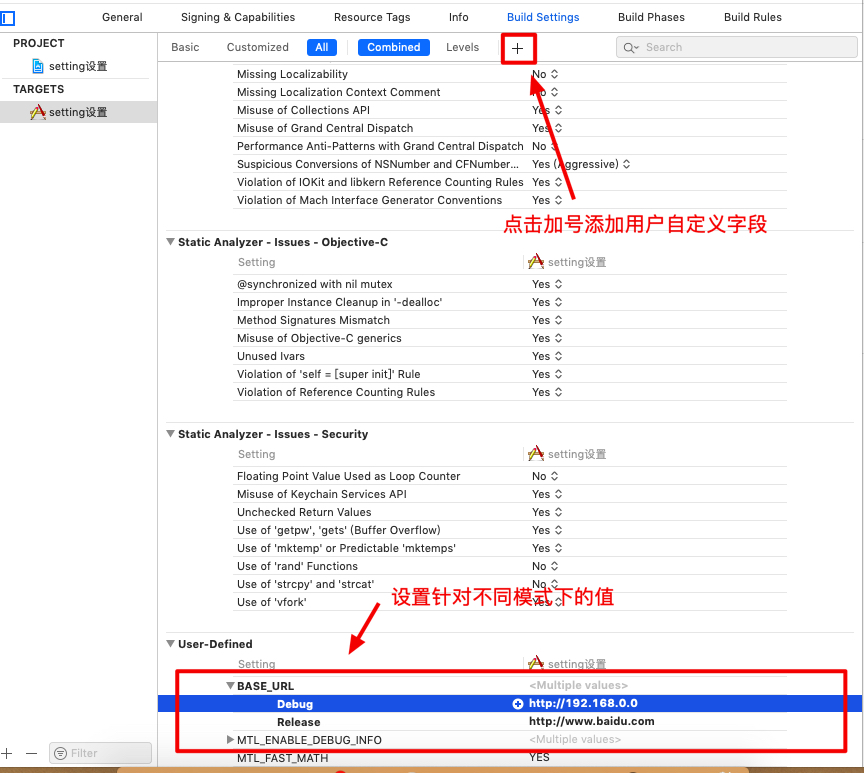 General Signing & Capabilities Resource Tags Info Build Settings Build Phases Build Rules
PROJECT
setting设置
TARGETS
setting设置
Basic Customized All Combined Levels + Search
Missing Localizability No
Missing Localization Context Comment No
Misuse of Collections API Yes
Misuse of Grand Central Dispatch Yes
Performance Anti-Patterns with Grand Central Dispatch No
Suspicious Conversions of NSNumber and CFNumber... Yes (Aggressive)
Violation of IOKit and libkern Reference Counting Rules Yes
Violation of Mach Interface Generator Conventions Yes
点击加号添加用户自定义字段
Static Analyzer - Issues - Objective-C
Setting setting设置
@synchronized with nil mutex Yes
Improper Instance Cleanup in '-dealloc' Yes
Method Signatures Mismatch Yes
Misuse of Objective-C generics Yes
Unused Ivars Yes
Violation of 'self = [super init]' Rule Yes
Violation of Reference Counting Rules Yes
Static Analyzer - Issues - Security
Setting setting设置
Floating Point Value Used as Loop Counter No
Misuse of Keychain Services API Yes
Unchecked Return Values Yes
Use of 'getpw', 'gets' (Buffer Overflow) Yes
Use of 'mktemp' or Predictable 'mktemps' Yes
Use of 'rand' Functions No
Use of 'strcpy' and 'strcat' No
设置针对不同模式下的值
Use of 'vfork' Yes
User-Defined
Setting setting设置
BASE_URL <Multiple values>
Debug http://192.168.0.0
Release http://www.baidu.com
MTL_ENABLE_DEBUG_INFO <Multiple values>
MTL_FAST_MATH YES
+ — Filter